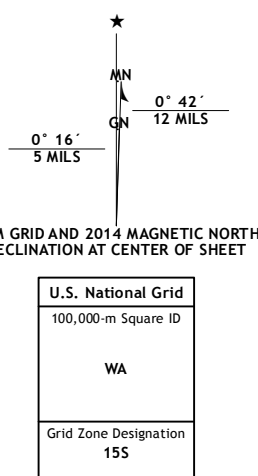 ★
MN
0° 42´
GN
12 MILS
0° 16´
5 MILS
M GRID AND 2014 MAGNETIC NORTH
ECLINATION AT CENTER OF SHEET
U.S. National Grid
100,000-m Square ID
WA
Grid Zone Designation
15S